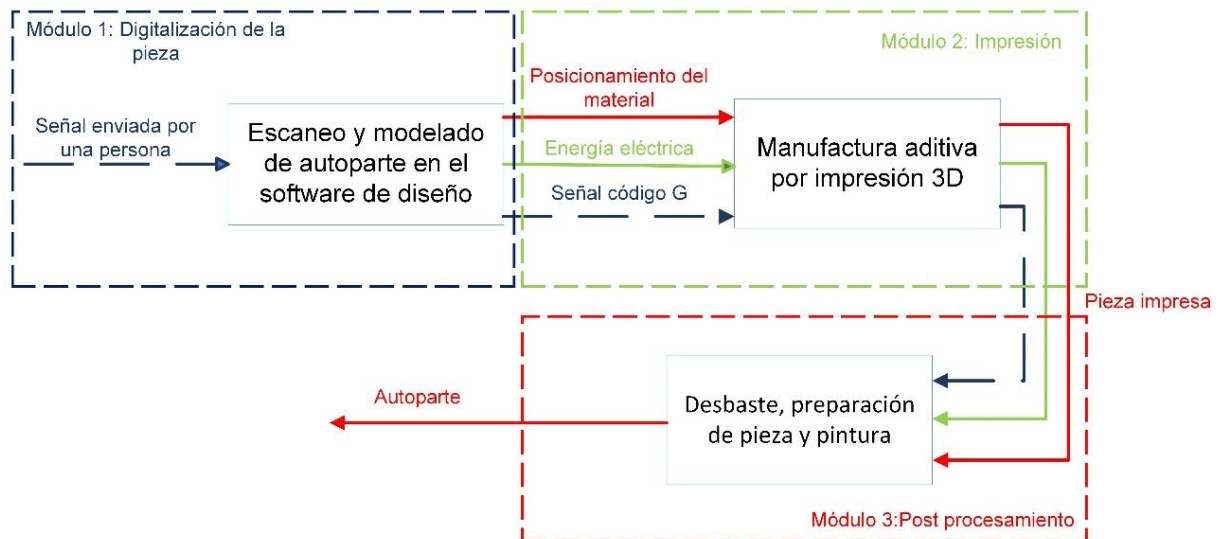 Módulo 1: Digitalización de la
pieza
Módulo 2: Impresión
Señal enviada por
una persona
Escaneo y modelado
de autoparte en el
software de diseño
Posicionamiento del
material
Energía eléctrica
Señal código G
Manufactura aditiva
por impresión 3D
Pieza impresa
Autoparte
Desbaste, preparación
de pieza y pintura
Módulo 3:Post procesamiento